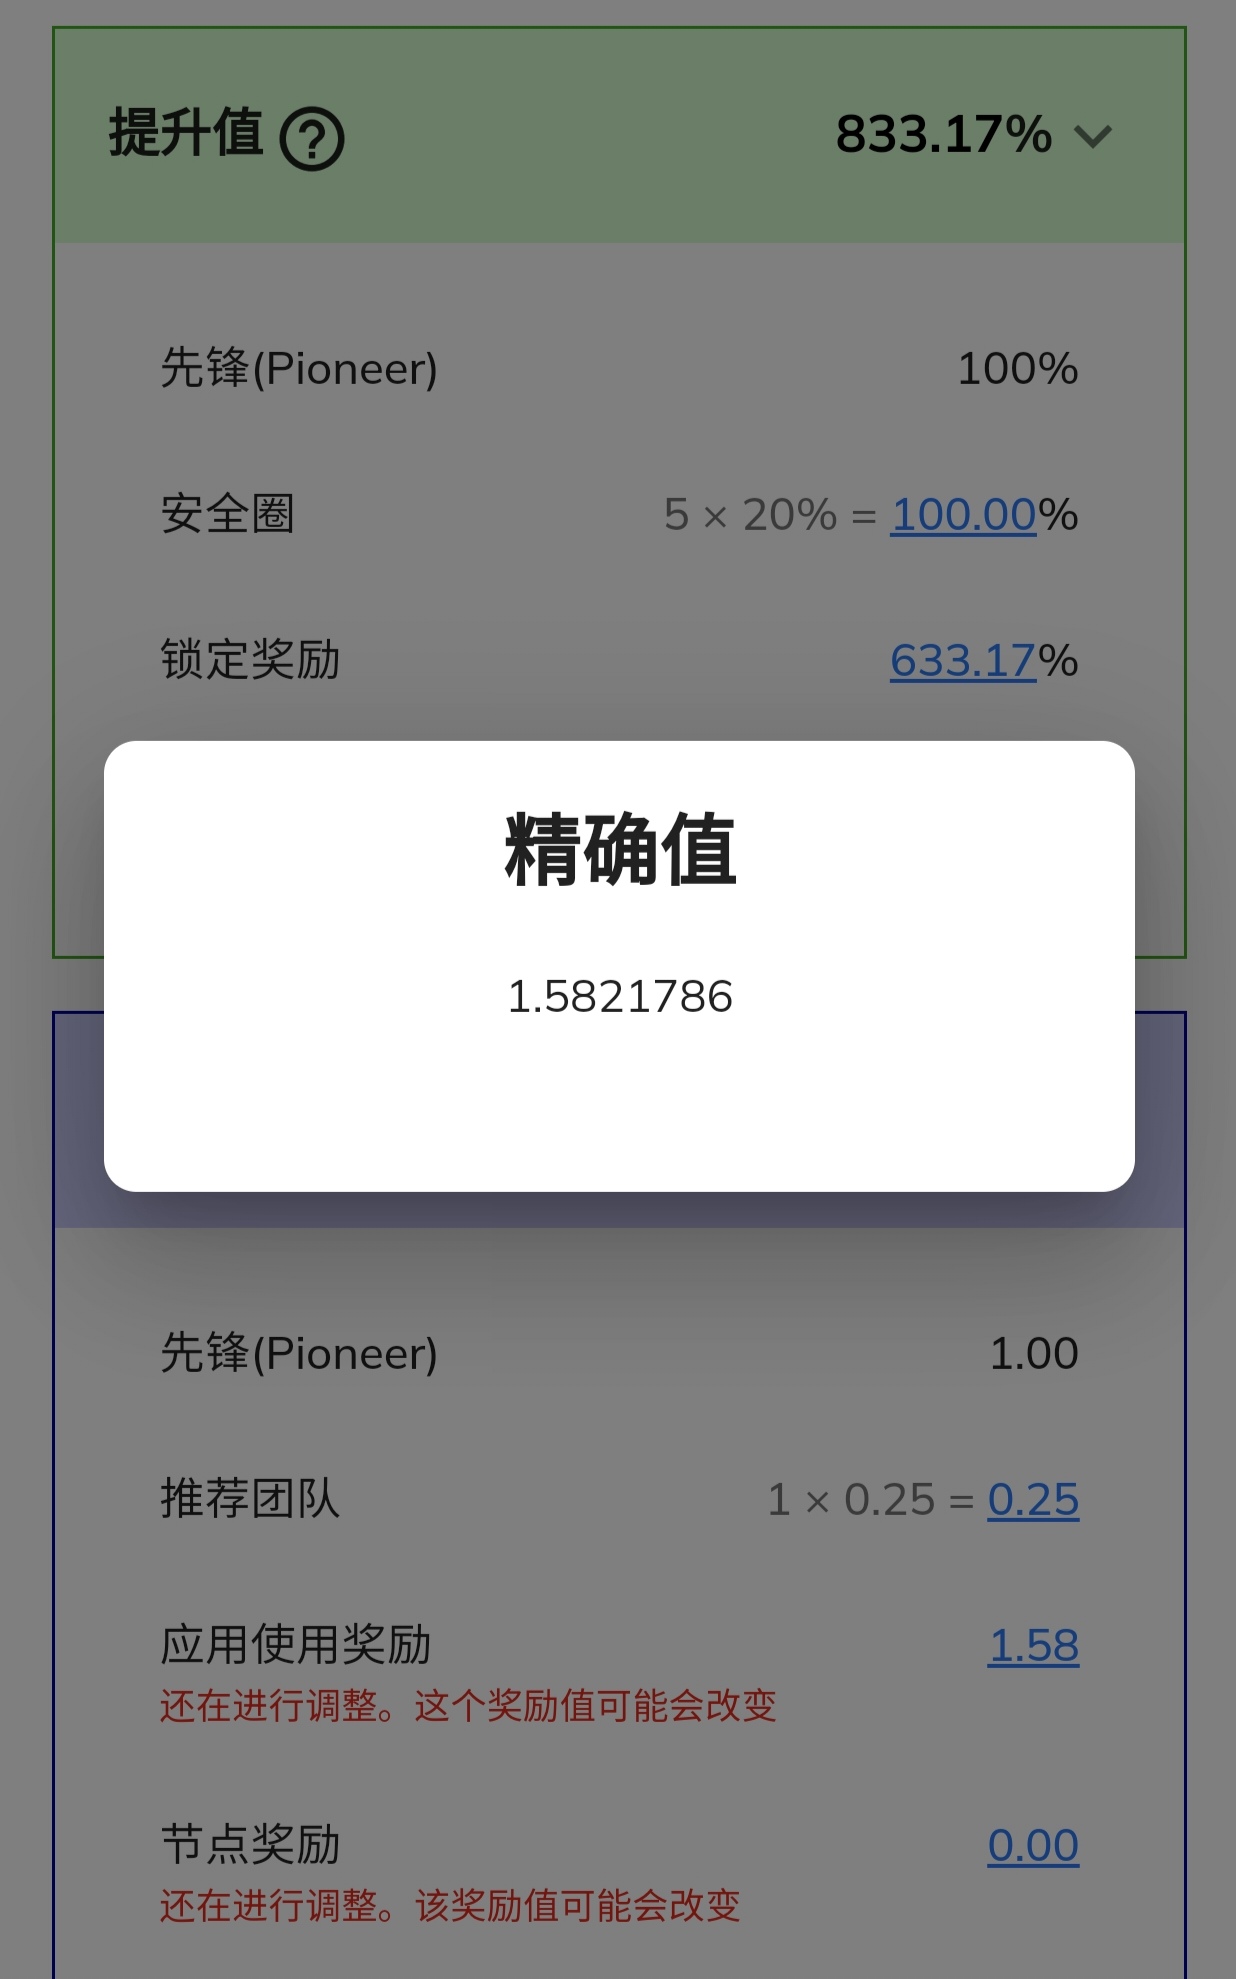 提升值 ? 833.17%
先锋(Pioneer) 100%
安全圈 5 × 20% = 100.00%
锁定奖励 633.17%
精确值
1.5821786
先锋(Pioneer) 1.00
推荐团队 1 × 0.25 = 0.25
应用使用奖励 1.58
还在进行调整。这个奖励值可能会改变
节点奖励 0.00
还在进行调整。该奖励值可能会改变